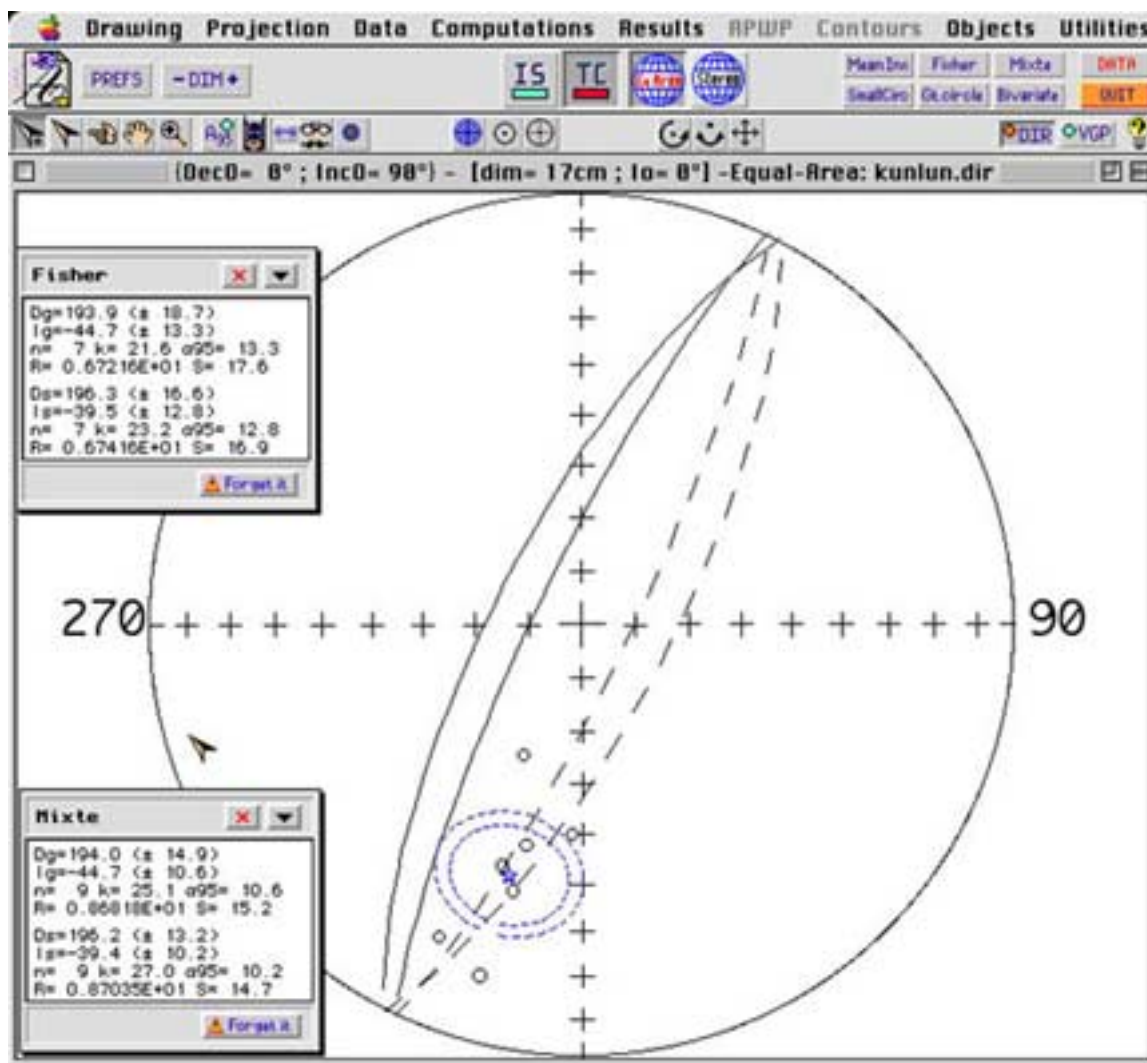 Drawing Projection Data Computations Results APWP Contours Objects Utilities
PREFS -DIM+ IS TC Eq Area Stereo MeanInc Fisher Mixte DATA
SmallCirc Gt.circle Bivariate QUIT
DIR VGP
(Dec0= 0° ; Inc0= 90°) - [dim= 17cm ; Io= 0°] -Equal-Area: kunlun.dir
Fisher
Dg=193.9 (± 18.7)
Ig=-44.7 (± 13.3)
n= 7 k= 21.6 α95= 13.3
R= 0.67216E+01 S= 17.6
Ds=196.3 (± 16.6)
Is=-39.5 (± 12.8)
n= 7 k= 23.2 α95= 12.8
R= 0.67416E+01 S= 16.9
Forget it
270
90
Mixte
Dg=194.0 (± 14.9)
Ig=-44.7 (± 10.6)
n= 9 k= 25.1 α95= 10.6
R= 0.86818E+01 S= 15.2
Ds=196.2 (± 13.2)
Is=-39.4 (± 10.2)
n= 9 k= 27.0 α95= 10.2
R= 0.87035E+01 S= 14.7
Forget it